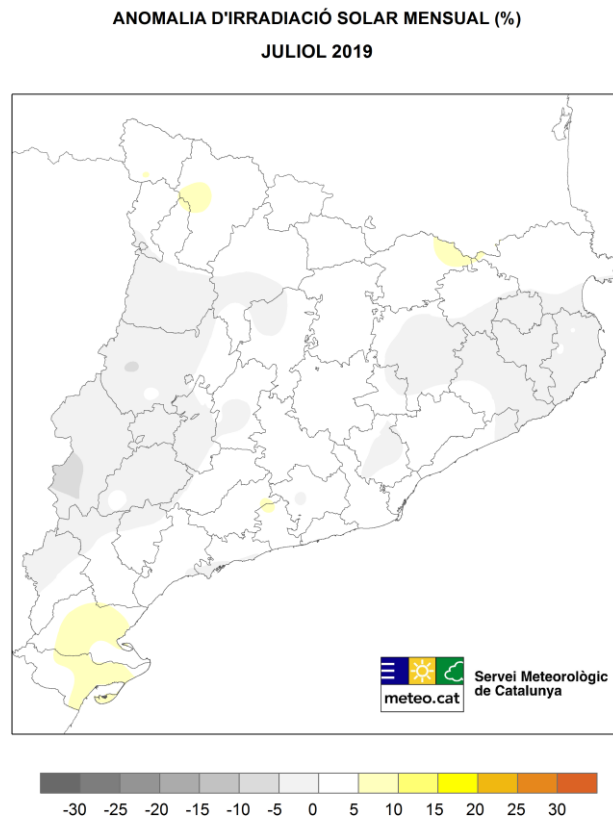 ANOMALIA D'IRRADIACIÓ SOLAR MENSUAL (%)
JULIOL 2019
meteo.cat
Servei Meteorològic
de Catalunya
-30 -25 -20 -15 -10 -5 0 5 10 15 20 25 30